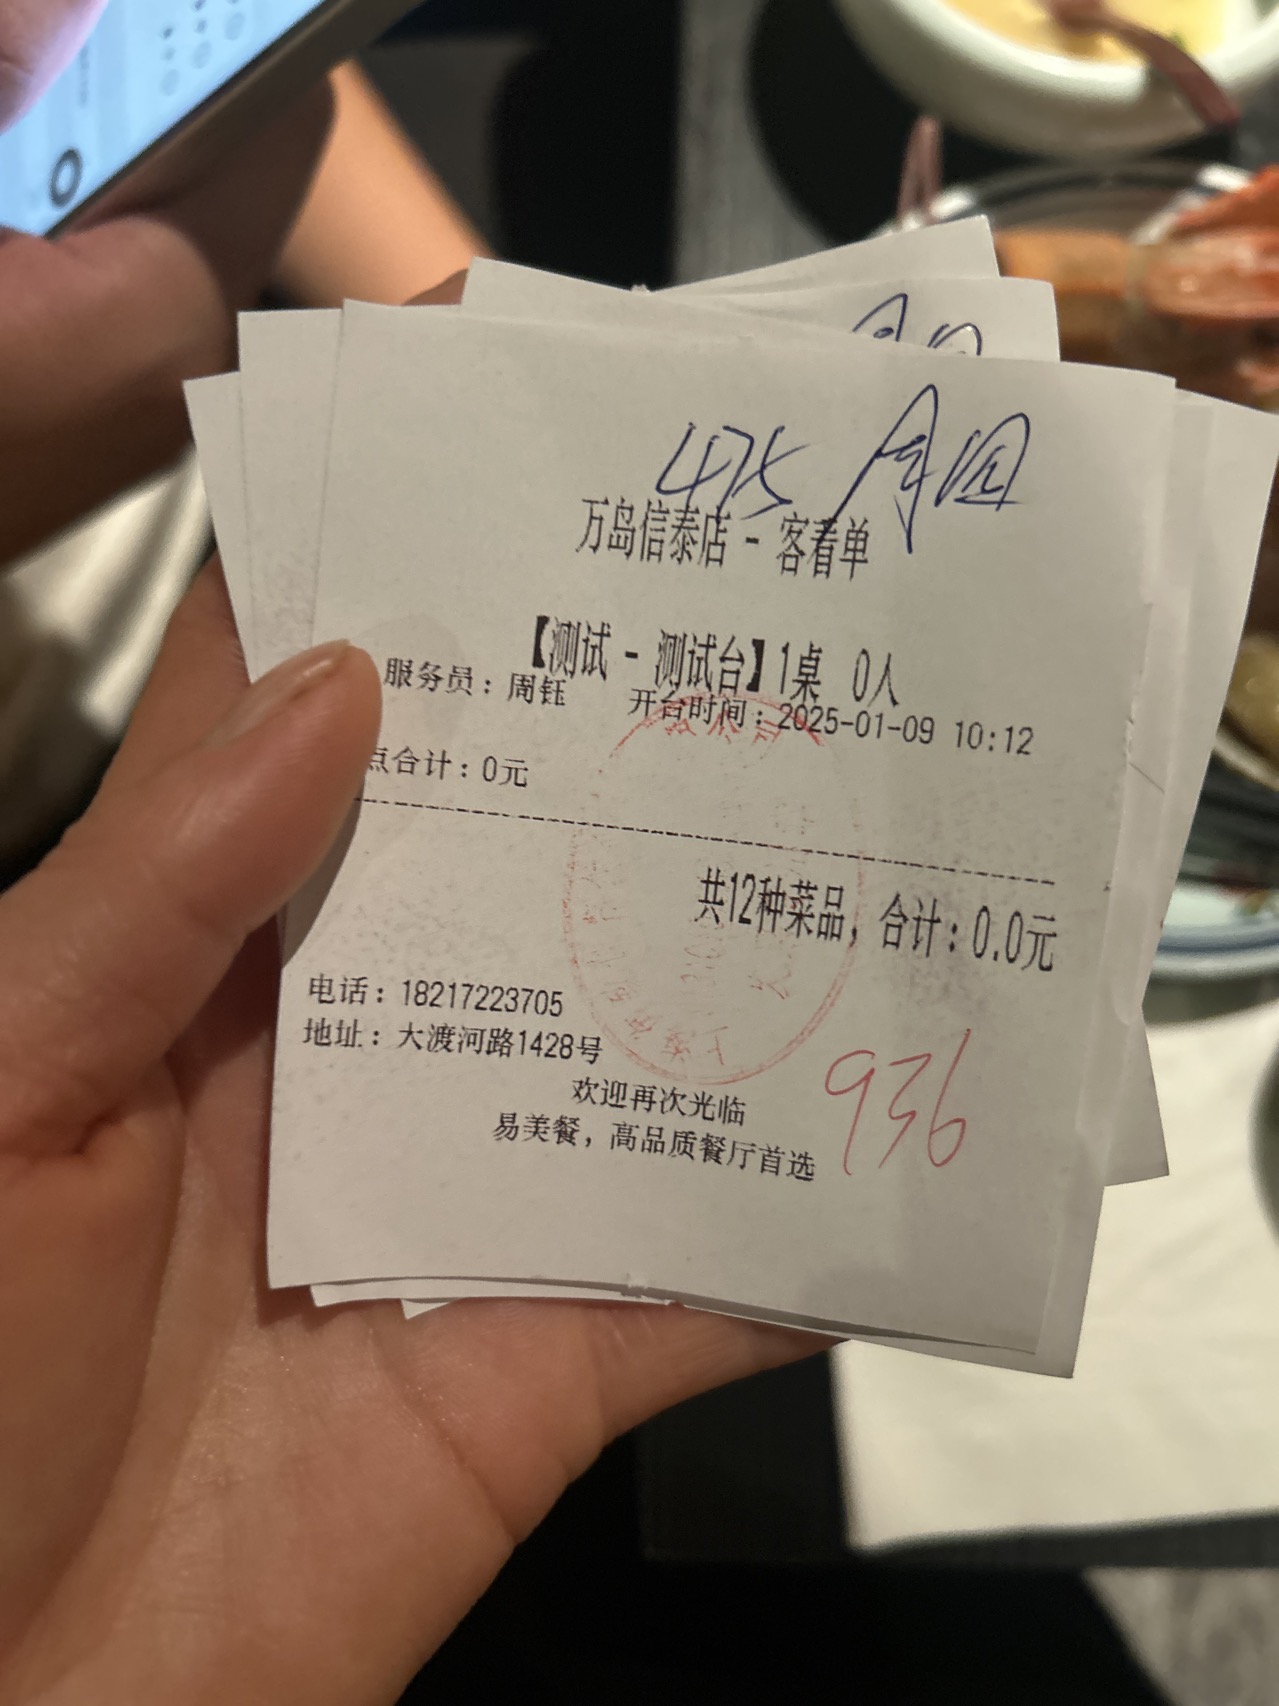 475
万岛信泰店 - 客看单
【测试 - 测试台】1桌 0人
服务员：周钰 开台时间：2025-01-09 10:12
点合计：0元
共12种菜品，合计：0.0元
电话：18217223705
地址：大渡河路1428号
欢迎再次光临
易美餐，高品质餐厅首选
936